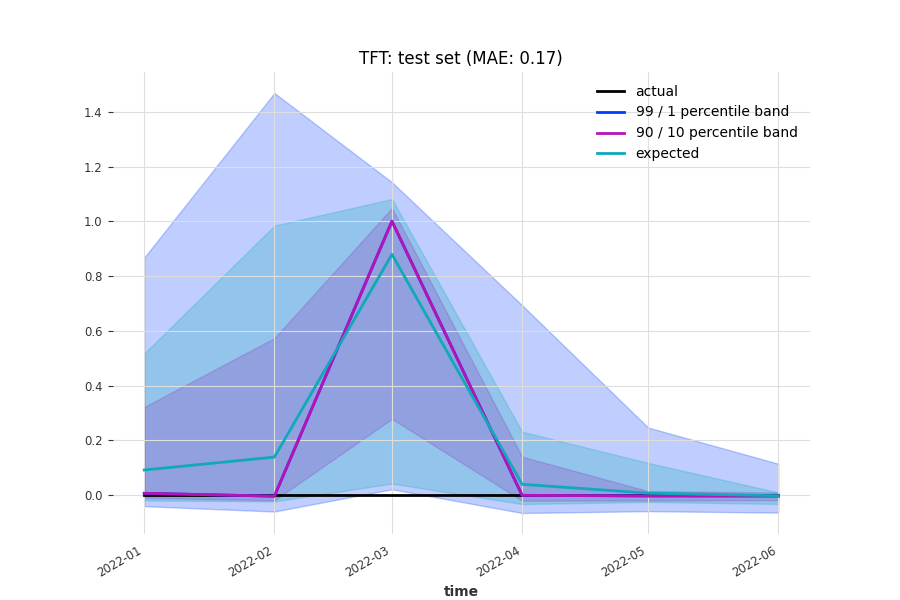 TFT: test set (MAE: 0.17)
actual
99 / 1 percentile band
90 / 10 percentile band
expected
1.4
1.2
1.0
0.8
0.6
0.4
0.2
0.0
2022-01
2022-02
2022-03
2022-04
2022-05
2022-06
time